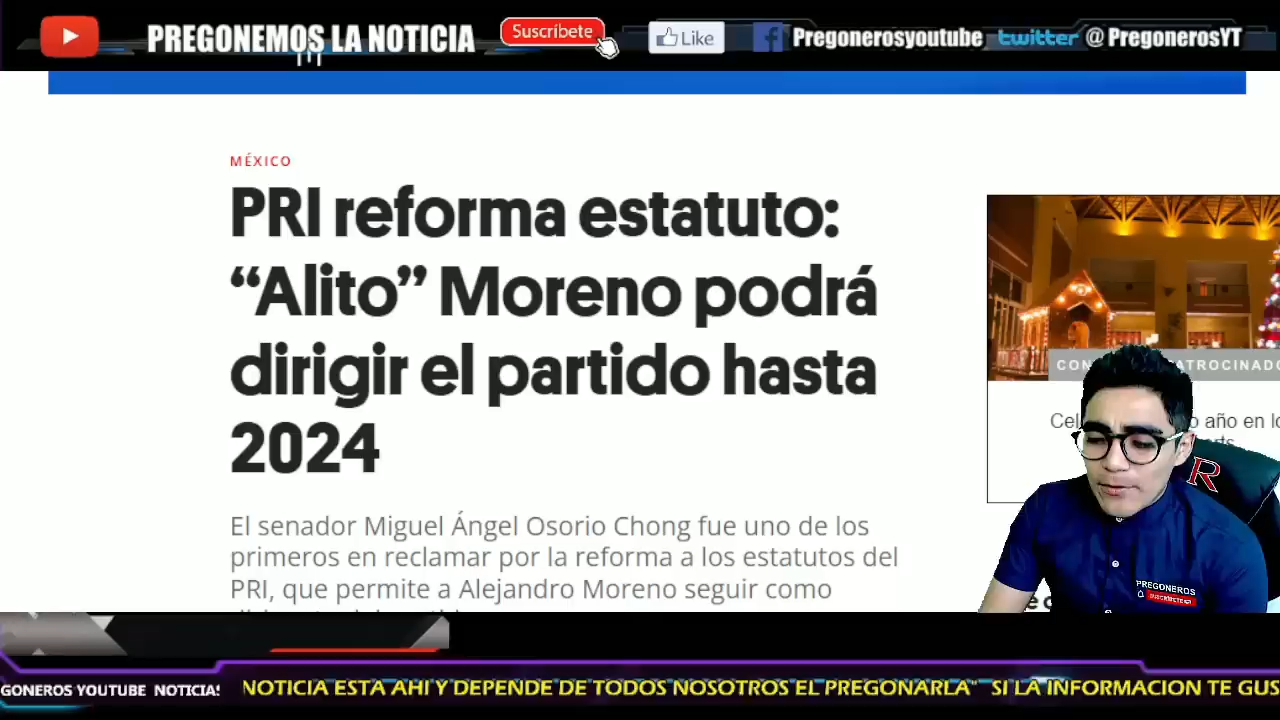 PREGONEMOS LA NOTICIA
Suscríbete
Like
Pregonerosyoutube
twitter @PregonerosYT
MÉXICO
PRI reforma estatuto:
“Alito” Moreno podrá
dirigir el partido hasta
2024
El senador Miguel Ángel Osorio Chong fue uno de los
primeros en reclamar por la reforma a los estatutos del
PRI, que permite a Alejandro Moreno seguir como
año en
R
PREGONEROS
SUSCRÍBETE
GONEROS YOUTUBE NOTICIAS
NOTICIA ESTA AHI Y DEPENDE DE TODOS NOSOTROS EL PREGONARLA" SI LA INFORMACION TE GUS